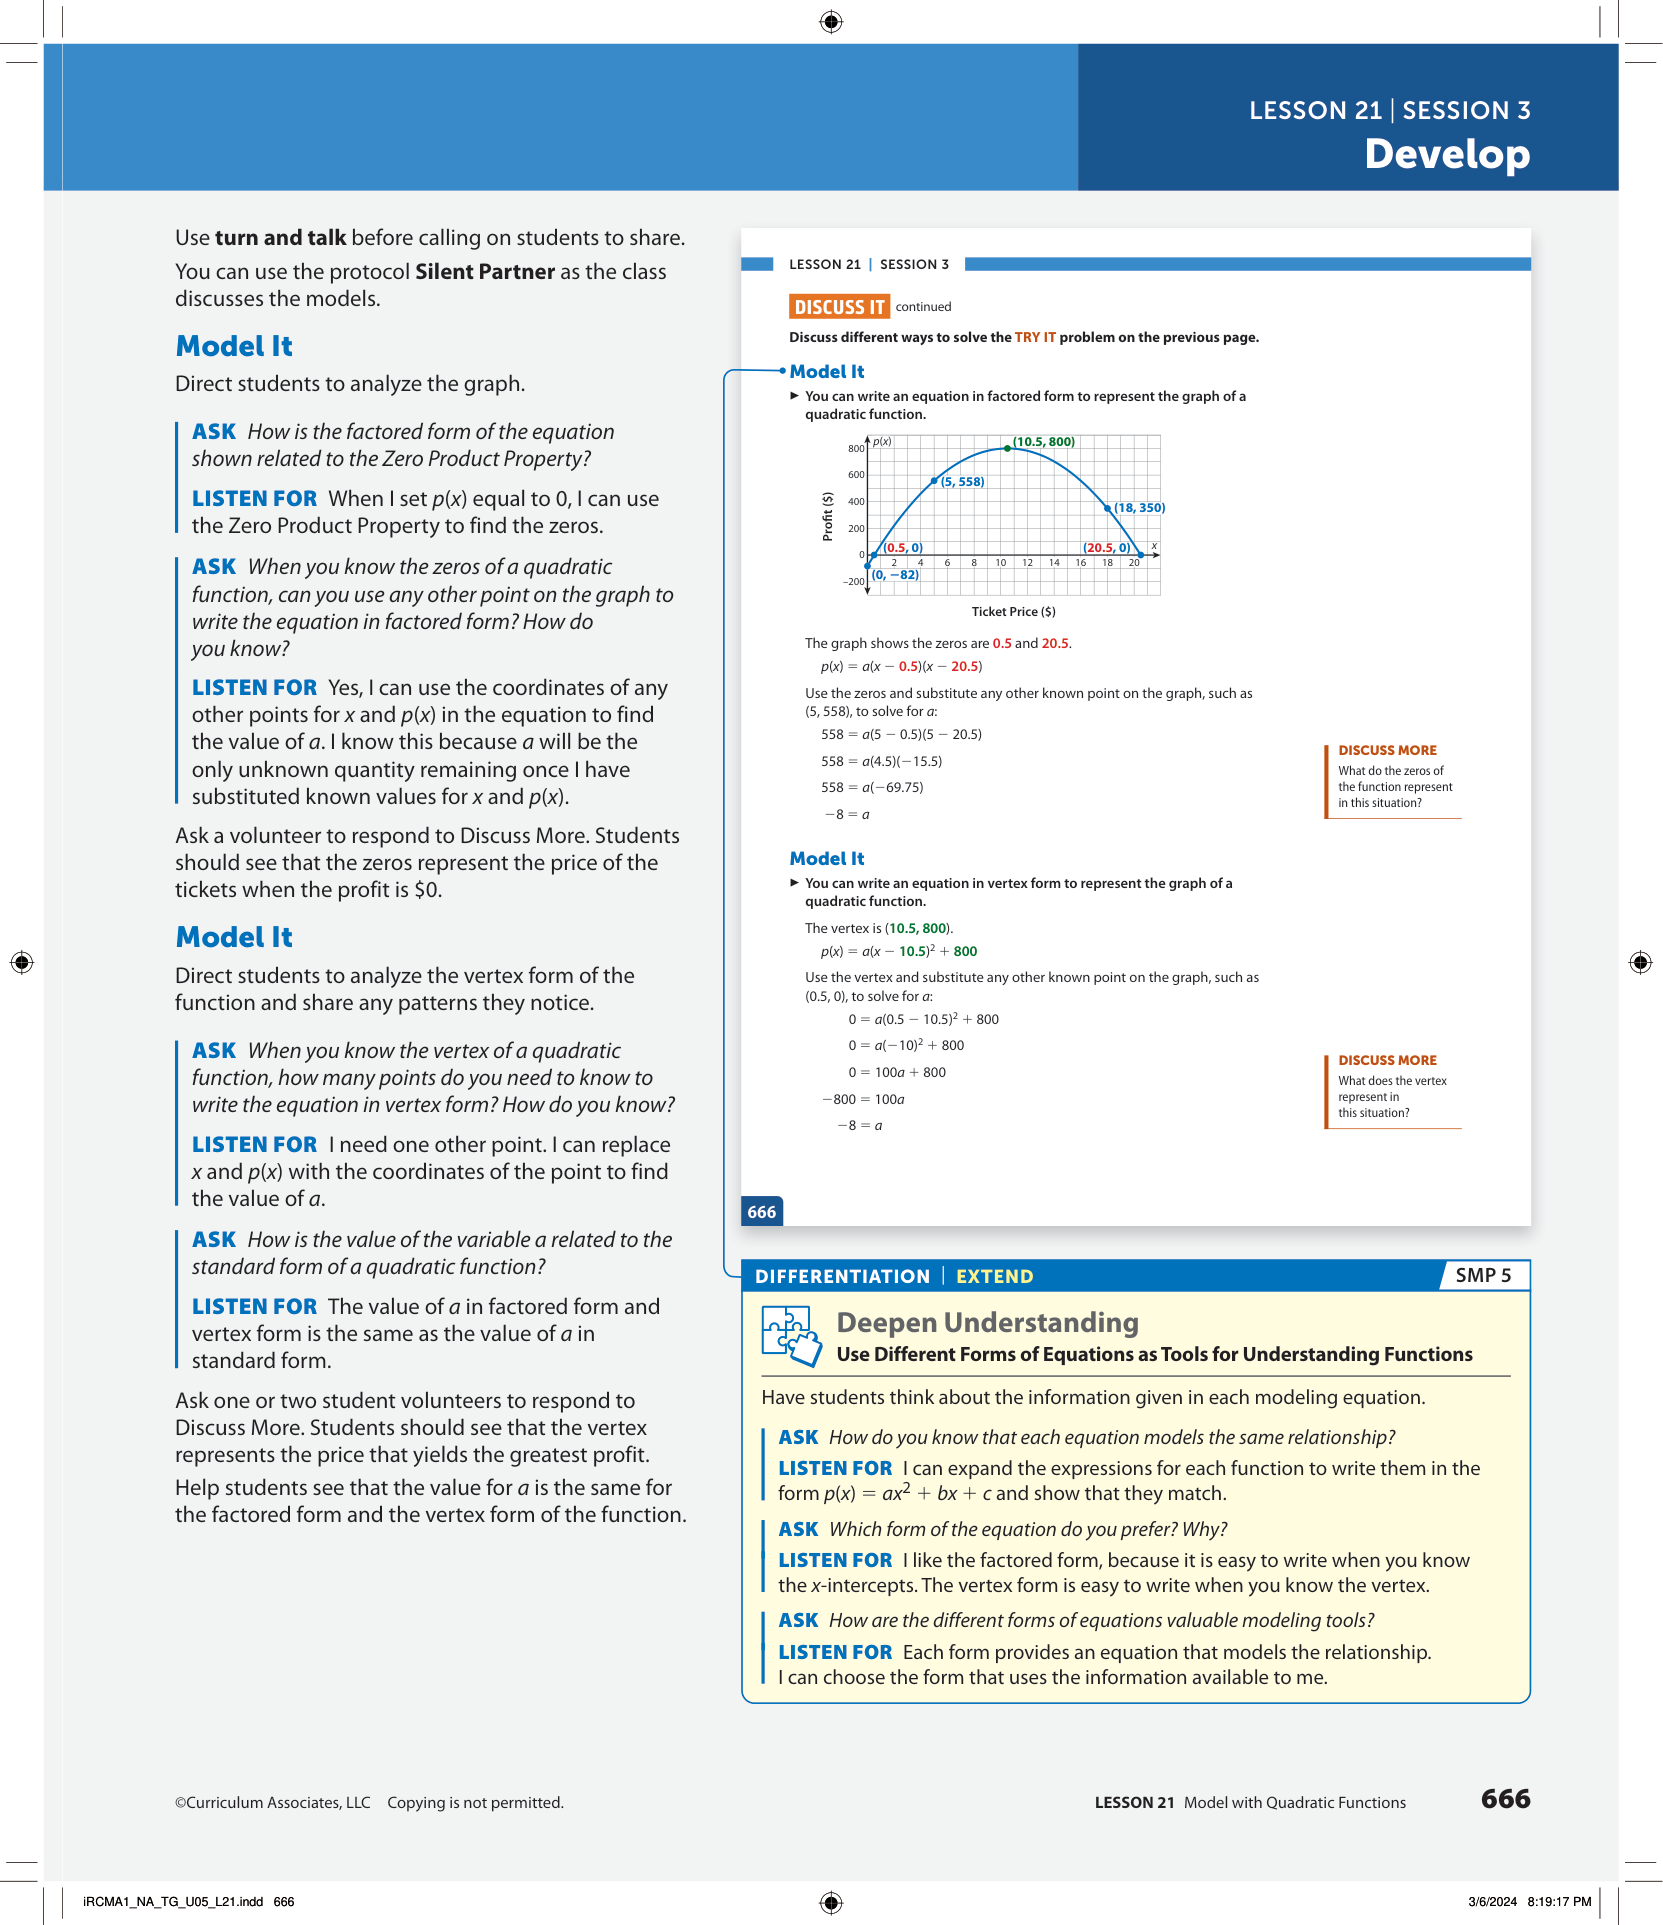 LESSON 21 | SESSION 3
Develop
Use turn and talk before calling on students to share.
You can use the protocol Silent Partner as the class
discusses the models.
Model It
Direct students to analyze the graph.
ASK How is the factored form of the equation
shown related to the Zero Product Property?
LISTEN FOR When I set p(x) equal to 0, I can use
the Zero Product Property to find the zeros.
ASK When you know the zeros of a quadratic
function, can you use any other point on the graph to
write the equation in factored form? How do
you know?
LISTEN FOR Yes, I can use the coordinates of any
other points for x and p(x) in the equation to find
the value of a. I know this because a will be the
only unknown quantity remaining once I have
substituted known values for x and p(x).
Ask a volunteer to respond to Discuss More. Students
should see that the zeros represent the price of the
tickets when the profit is $0.
Model It
Direct students to analyze the vertex form of the
function and share any patterns they notice.
ASK When you know the vertex of a quadratic
function, how many points do you need to know to
write the equation in vertex form? How do you know?
LISTEN FOR I need one other point. I can replace
x and p(x) with the coordinates of the point to find
the value of a.
ASK How is the value of the variable a related to the
standard form of a quadratic function?
LISTEN FOR The value of a in factored form and
vertex form is the same as the value of a in
standard form.
Ask one or two student volunteers to respond to
Discuss More. Students should see that the vertex
represents the price that yields the greatest profit.
Help students see that the value for a is the same for
the factored form and the vertex form of the function.
LESSON 21 | SESSION 3
DISCUSS IT continued
Discuss different ways to solve the TRY IT problem on the previous page.
Model It
▶ You can write an equation in factored form to represent the graph of a
quadratic function.
p(x)
800
600
400
200
0
−200
Profit ($)
(10.5, 800)
(5, 558)
(18, 350)
(0.5, 0)
(20.5, 0)
x
(0, −82)
2 4 6 8 10 12 14 16 18 20
Ticket Price ($)
The graph shows the zeros are 0.5 and 20.5.
p(x) = a(x − 0.5)(x − 20.5)
Use the zeros and substitute any other known point on the graph, such as
(5, 558), to solve for a:
558 = a(5 − 0.5)(5 − 20.5)
558 = a(4.5)(−15.5)
558 = a(−69.75)
−8 = a
DISCUSS MORE
What do the zeros of
the function represent
in this situation?
Model It
▶ You can write an equation in vertex form to represent the graph of a
quadratic function.
The vertex is (10.5, 800).
p(x) = a(x − 10.5)² + 800
Use the vertex and substitute any other known point on the graph, such as
(0.5, 0), to solve for a:
0 = a(0.5 − 10.5)² + 800
0 = a(−10)² + 800
0 = 100a + 800
−800 = 100a
−8 = a
DISCUSS MORE
What does the vertex
represent in
this situation?
666
DIFFERENTIATION | EXTEND
SMP 5
Deepen Understanding
Use Different Forms of Equations as Tools for Understanding Functions
Have students think about the information given in each modeling equation.
ASK How do you know that each equation models the same relationship?
LISTEN FOR I can expand the expressions for each function to write them in the
form p(x) = ax² + bx + c and show that they match.
ASK Which form of the equation do you prefer? Why?
LISTEN FOR I like the factored form, because it is easy to write when you know
the x-intercepts. The vertex form is easy to write when you know the vertex.
ASK How are the different forms of equations valuable modeling tools?
LISTEN FOR Each form provides an equation that models the relationship.
I can choose the form that uses the information available to me.
©Curriculum Associates, LLC Copying is not permitted.
LESSON 21 Model with Quadratic Functions 666
iRCMA1_NA_TG_U05_L21.indd 666
3/6/2024 8:19:17 PM